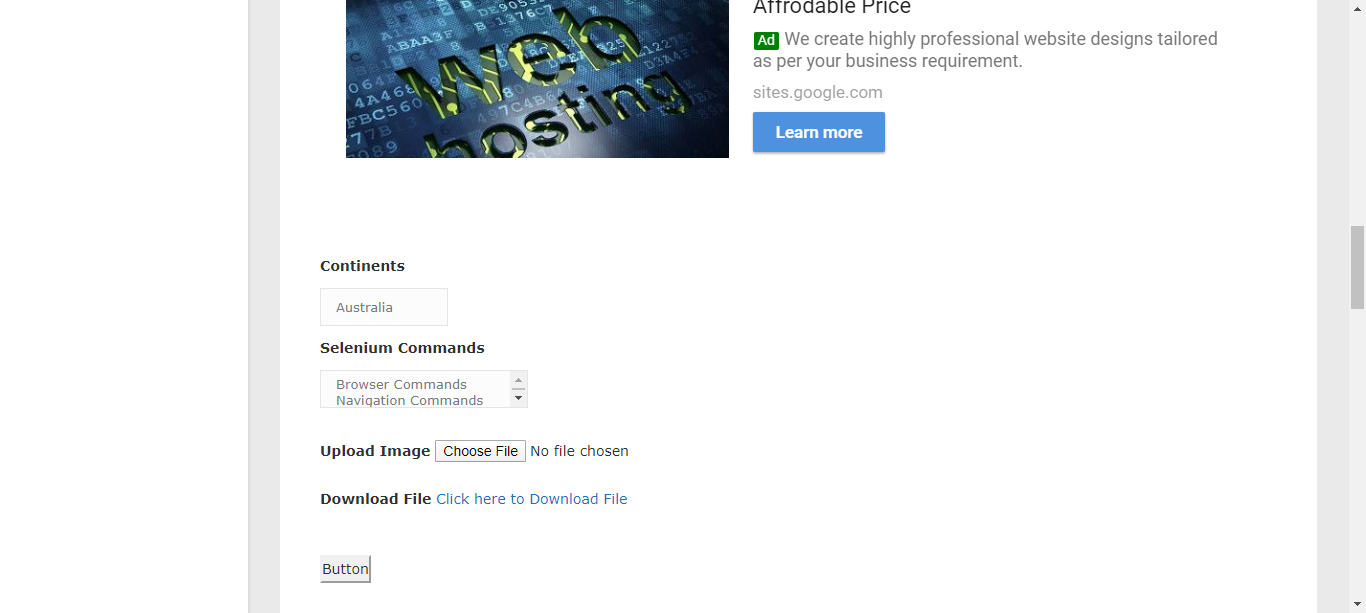 Affrodable Price
Ad We create highly professional website designs tailored
as per your business requirement.
sites.google.com
Learn more
web
hosting
Continents
Australia
Selenium Commands
Browser Commands
Navigation Commands
Upload Image Choose File No file chosen
Download File Click here to Download File
Button